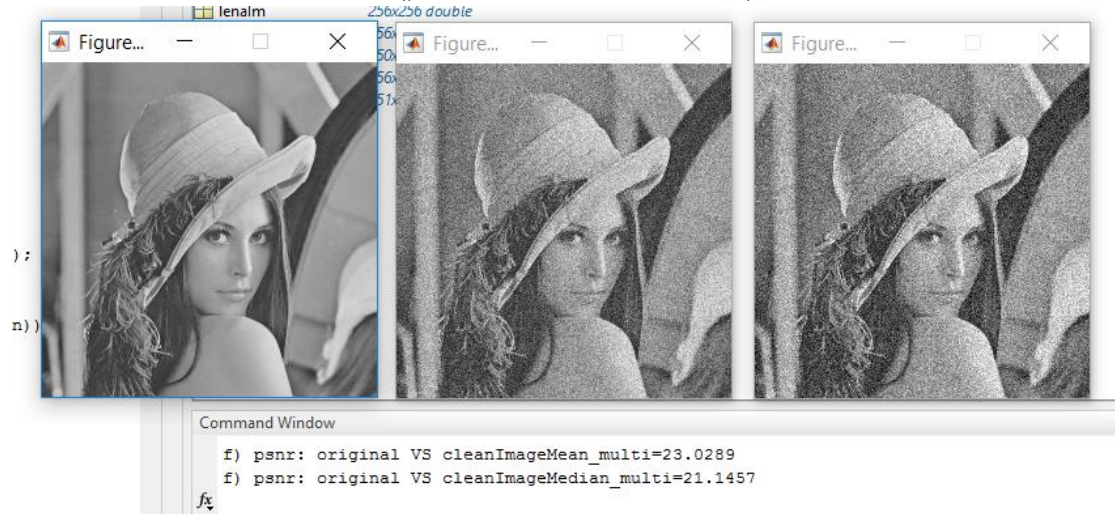 lenaIm 256x256 double
Figure...
Figure...
Figure...
);
n))
Command Window
f) psnr: original VS cleanImageMean_multi=23.0289
f) psnr: original VS cleanImageMedian_multi=21.1457
fx